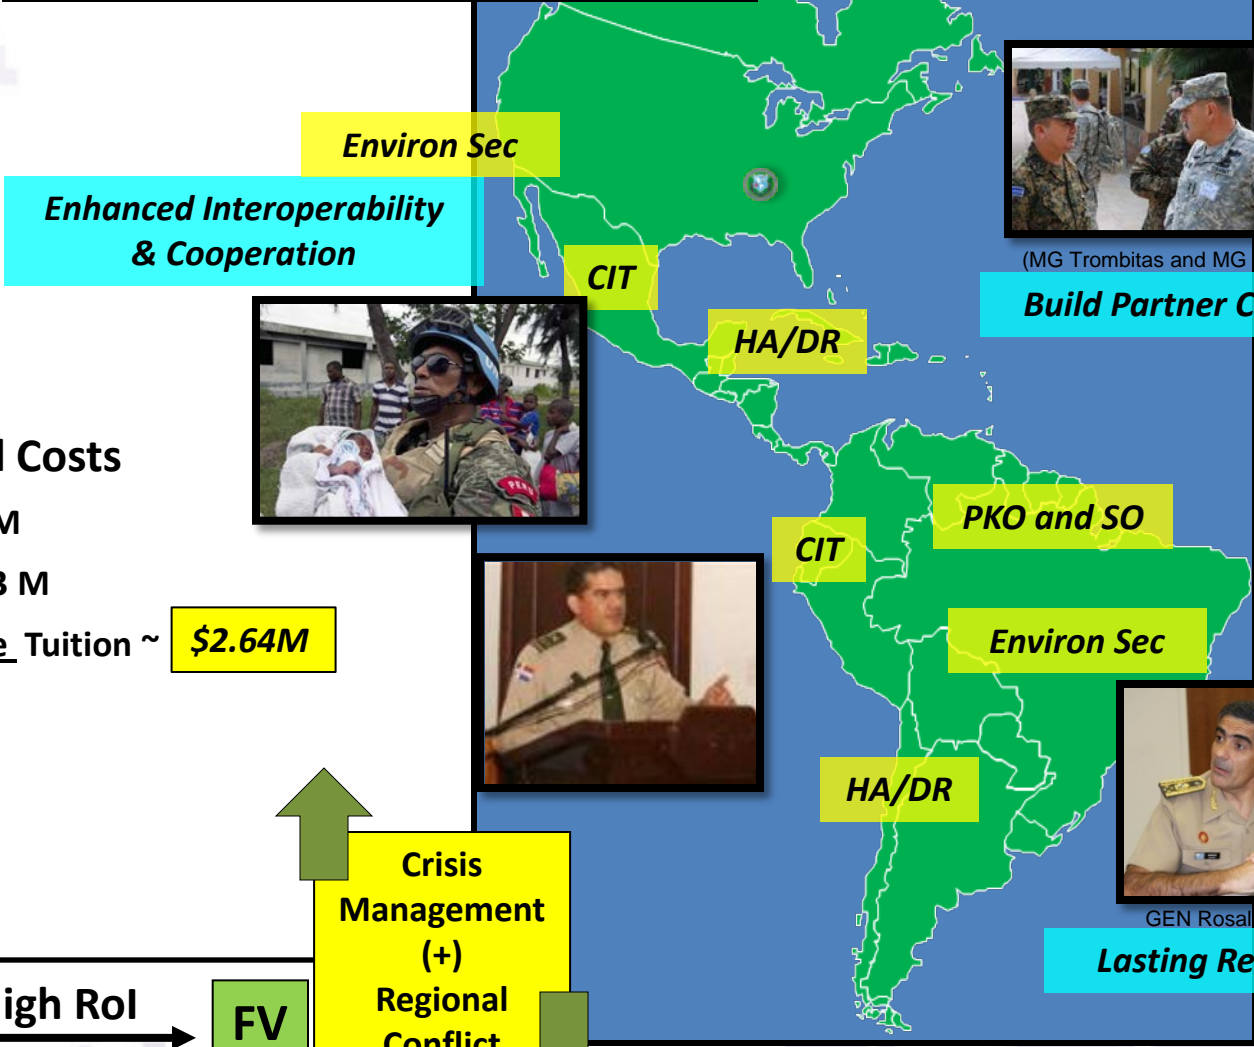 Environ Sec
Enhanced Interoperability
& Cooperation
CIT
HA/DR
(MG Trombitas and MG
Build Partner C
Costs
M
M
Tuition ~ $2.64M
PKO and SO
CIT
Environ Sec
HA/DR
GEN Rosal
Lasting Re
Crisis
Management
(+)
Regional
Conflict
igh RoI
FV